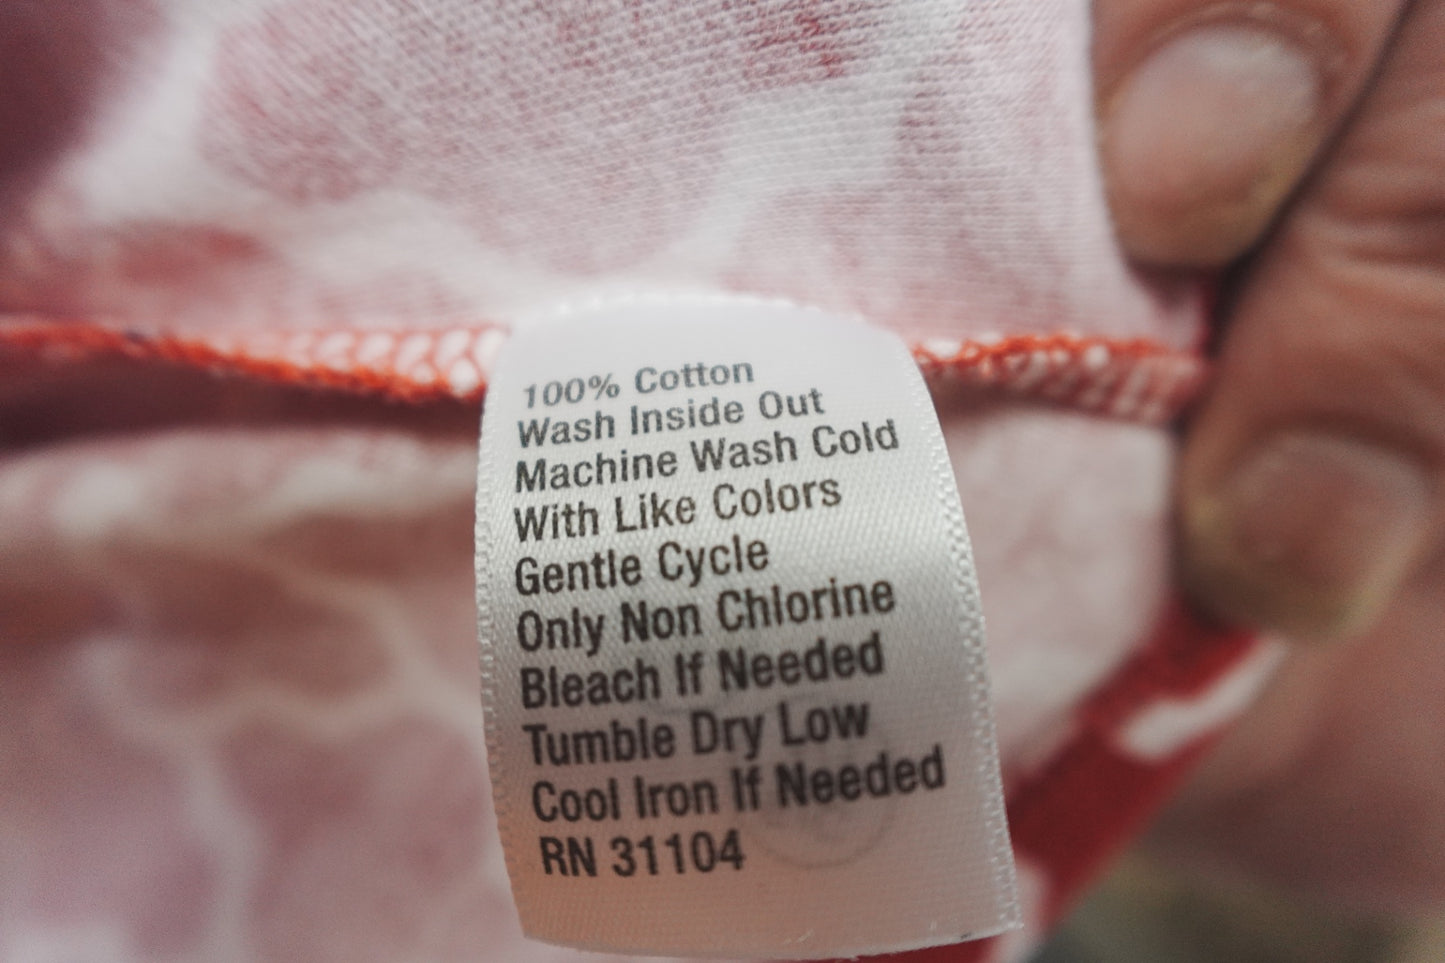 100% Cotton
Wash Inside Out
Machine Wash Cold
With Like Colors
Gentle Cycle
Only Non Chlorine
Bleach If Needed
Tumble Dry Low
Cool Iron If Needed
RN 31104